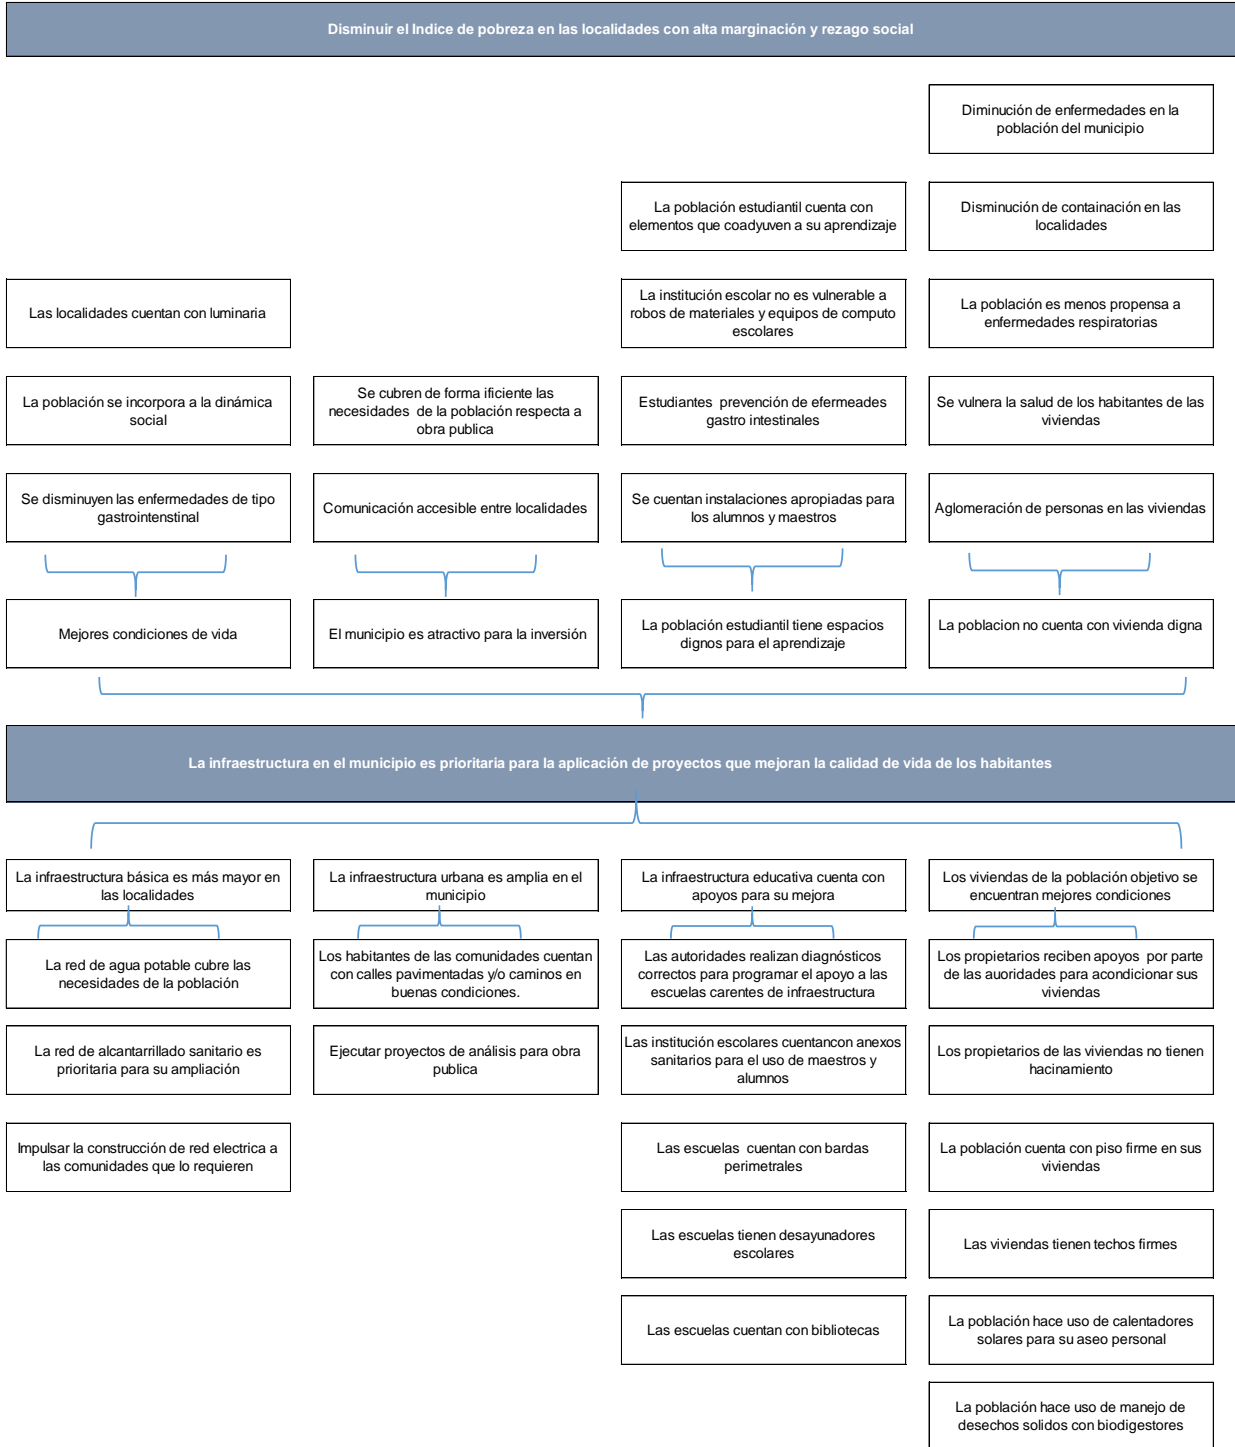 Disminuir el Indice de pobreza en las localidades con alta marginación y rezago social
Diminución de enfermedades en la
población del municipio
La población estudiantil cuenta con
elementos que coadyuven a su aprendizaje
Disminución de containación en las
localidades
Las localidades cuentan con luminaria
La institución escolar no es vulnerable a
robos de materiales y equipos de computo
escolares
La población es menos propensa a
enfermedades respiratorias
La población se incorpora a la dinámica
social
Se cubren de forma ificiente las
necesidades de la población respecta a
obra publica
Estudiantes prevención de efermeades
gastro intestinales
Se vulnera la salud de los habitantes de las
viviendas
Se disminuyen las enfermedades de tipo
gastrointenstinal
Comunicación accesible entre localidades
Se cuentan instalaciones apropiadas para
los alumnos y maestros
Aglomeración de personas en las viviendas
Mejores condiciones de vida
El municipio es atractivo para la inversión
La población estudiantil tiene espacios
dignos para el aprendizaje
La poblacion no cuenta con vivienda digna
La infraestructura en el municipio es prioritaria para la aplicación de proyectos que mejoran la calidad de vida de los habitantes
La infraestructura básica es más mayor en
las localidades
La infraestructura urbana es amplia en el
municipio
La infraestructura educativa cuenta con
apoyos para su mejora
Los viviendas de la población objetivo se
encuentran mejores condiciones
La red de agua potable cubre las
necesidades de la población
Los habitantes de las comunidades cuentan
con calles pavimentadas y/o caminos en
buenas condiciones.
Las autoridades realizan diagnósticos
correctos para programar el apoyo a las
escuelas carentes de infraestructura
Los propietarios reciben apoyos por parte
de las auoridades para acondicionar sus
viviendas
La red de alcantarrillado sanitario es
prioritaria para su ampliación
Ejecutar proyectos de análisis para obra
publica
Las institución escolares cuentancon anexos
sanitarios para el uso de maestros y
alumnos
Los propietarios de las viviendas no tienen
hacinamiento
Impulsar la construcción de red electrica a
las comunidades que lo requieren
Las escuelas cuentan con bardas
perimetrales
La población cuenta con piso firme en sus
viviendas
Las escuelas tienen desayunadores
escolares
Las viviendas tienen techos firmes
Las escuelas cuentan con bibliotecas
La población hace uso de calentadores
solares para su aseo personal
La población hace uso de manejo de
desechos solidos con biodigestores